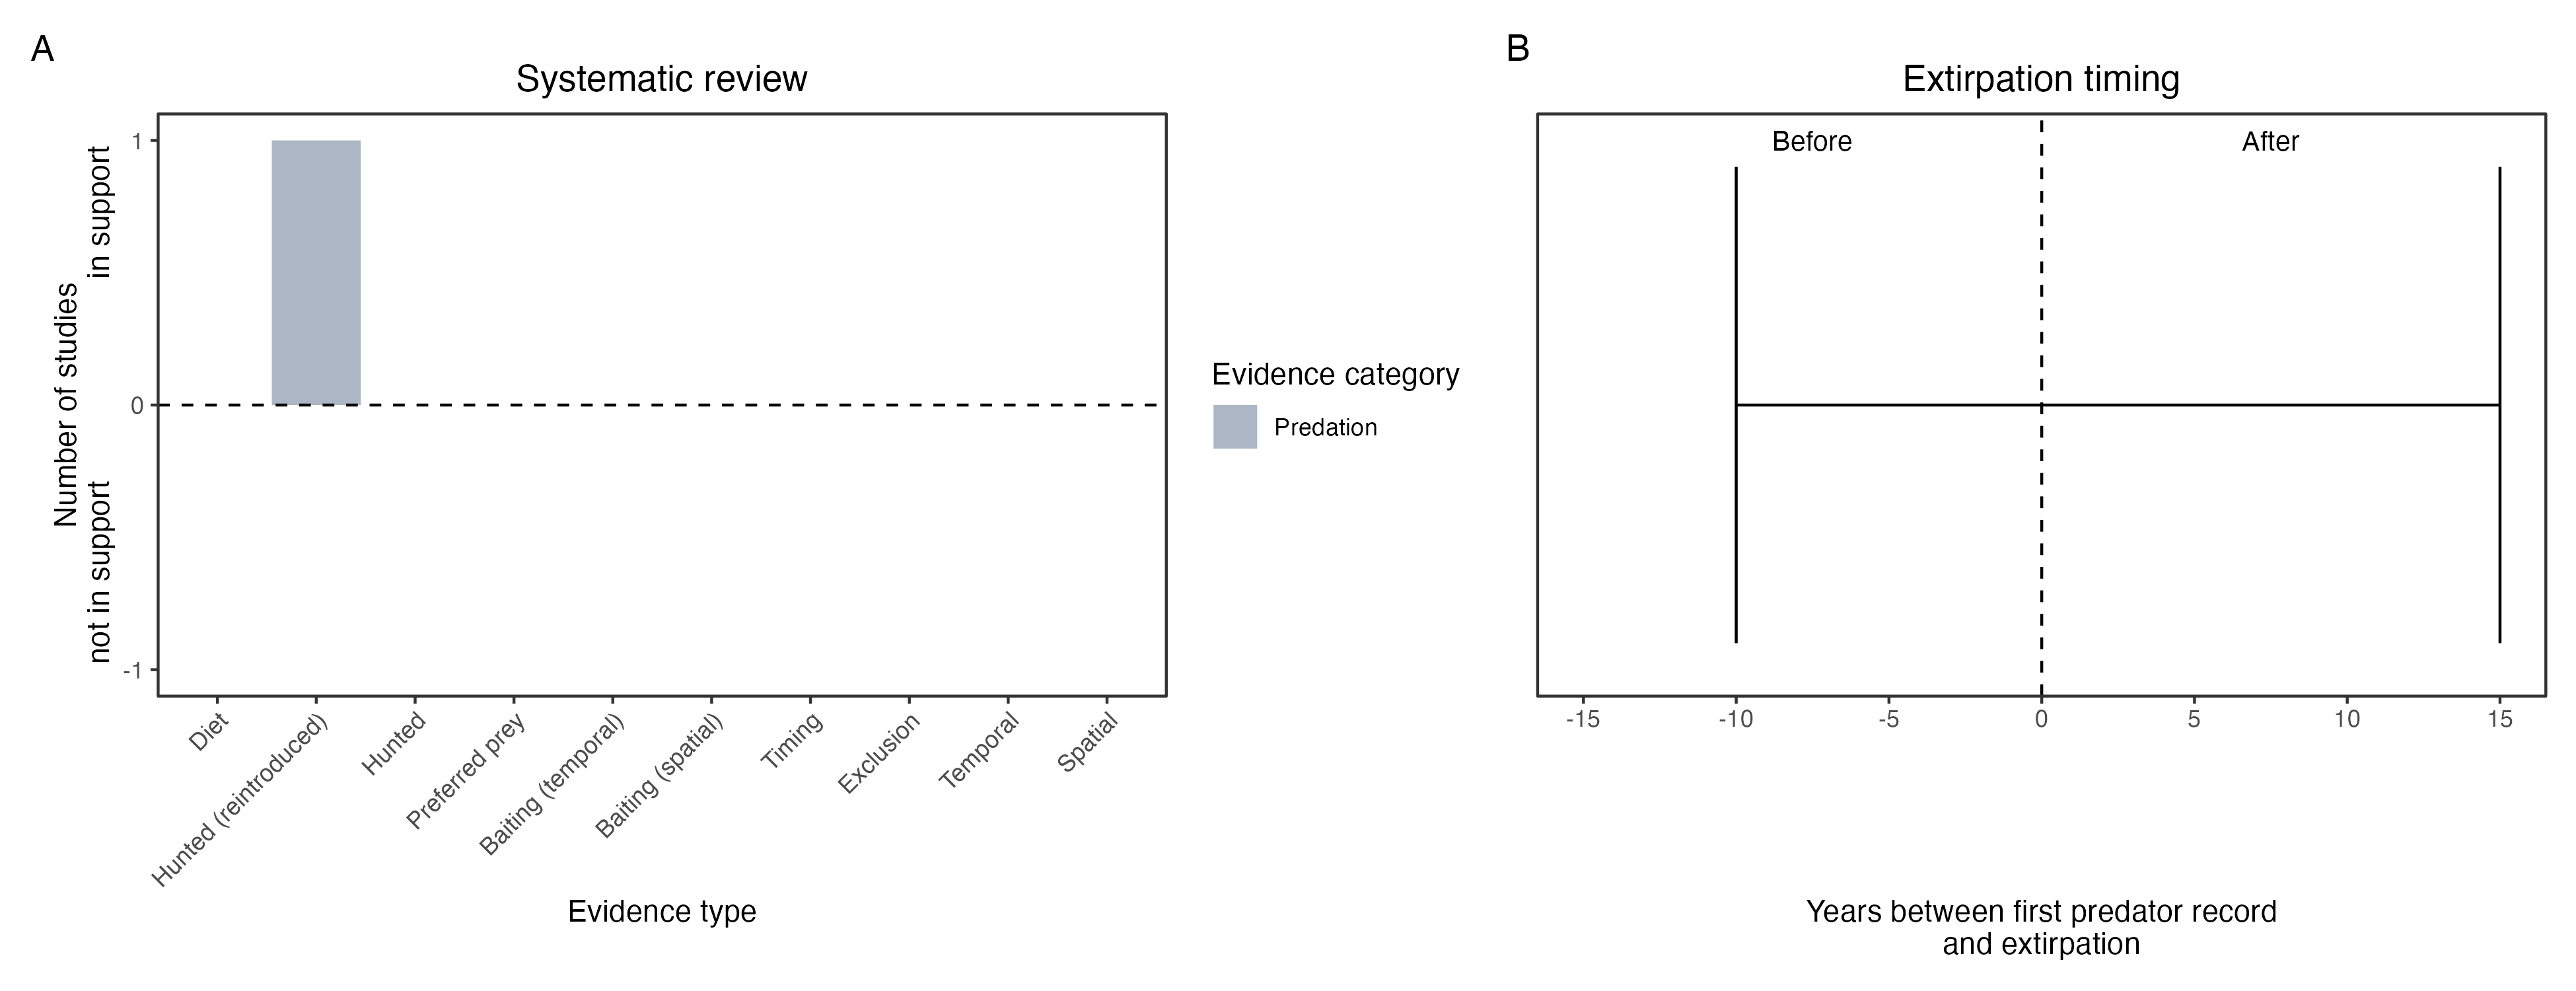 A
Systematic review
Number of studies
in support
not in support
1
0
-1
Diet
Hunted (reintroduced)
Hunted
Preferred prey
Baiting (temporal)
Baiting (spatial)
Timing
Exclusion
Temporal
Spatial
Evidence type
Evidence category
Predation
B
Extirpation timing
Before
After
-15
-10
-5
0
5
10
15
Years between first predator record
and extirpation